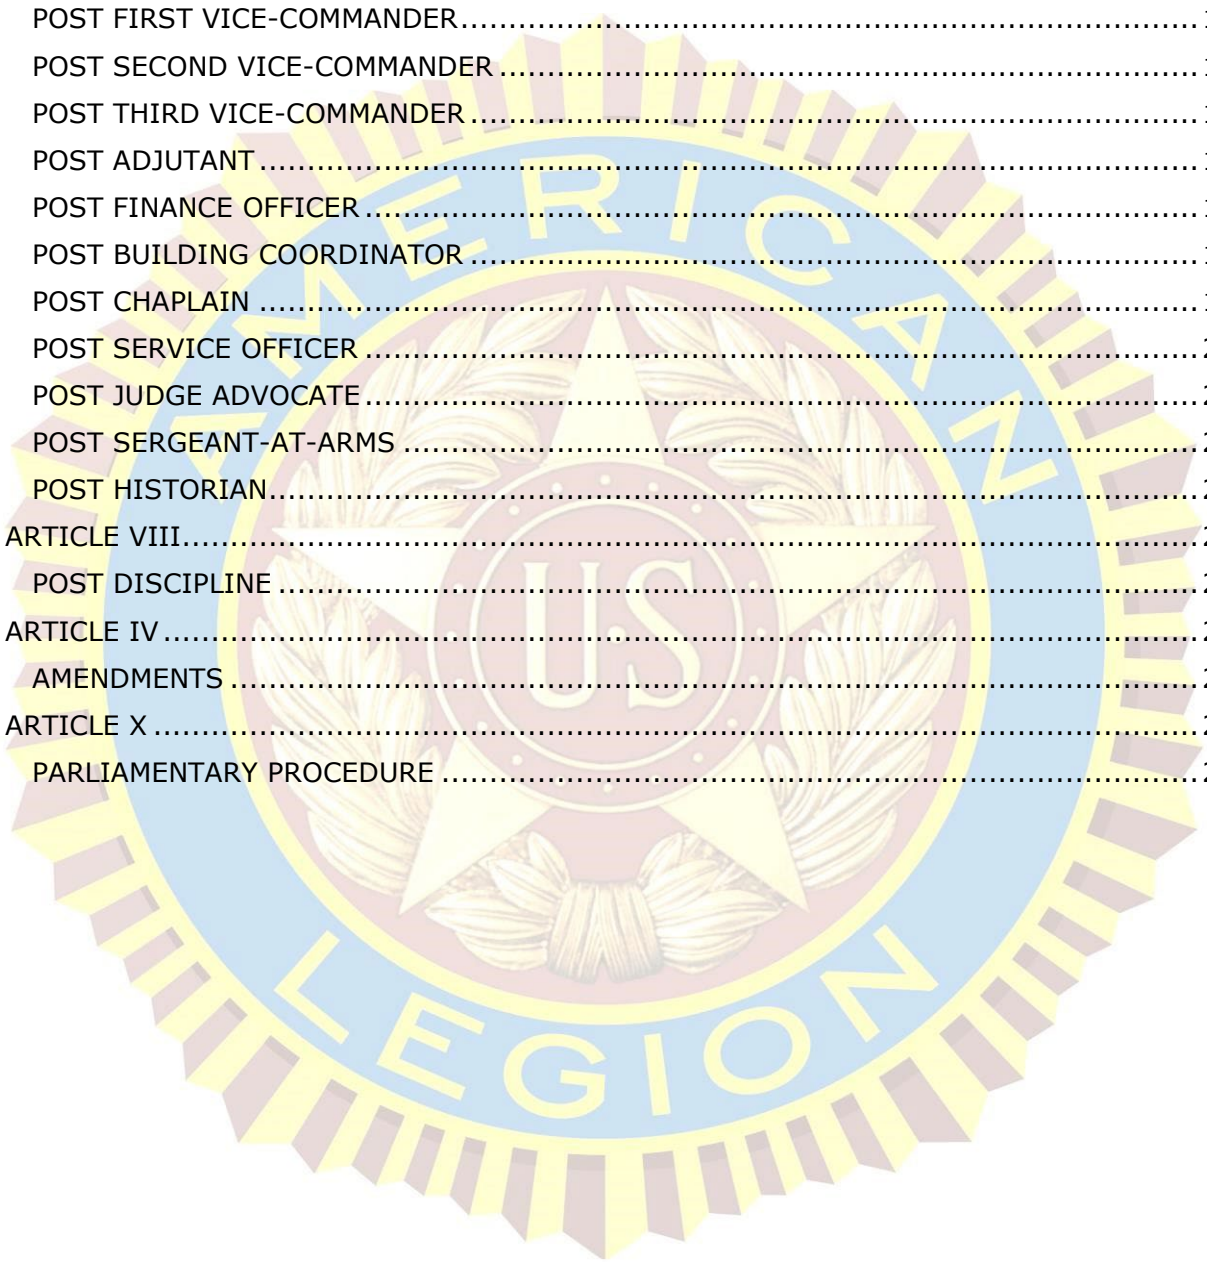 POST FIRST VICE-COMMANDER
POST SECOND VICE-COMMANDER
POST THIRD VICE-COMMANDER
POST ADJUTANT
POST FINANCE OFFICER
POST BUILDING COORDINATOR
POST CHAPLAIN
POST SERVICE OFFICER
POST JUDGE ADVOCATE
POST SERGEANT-AT-ARMS
POST HISTORIAN
ARTICLE VIII
POST DISCIPLINE
ARTICLE IV
AMENDMENTS
ARTICLE X
PARLIAMENTARY PROCEDURE
AMERICAN
US
LEGION